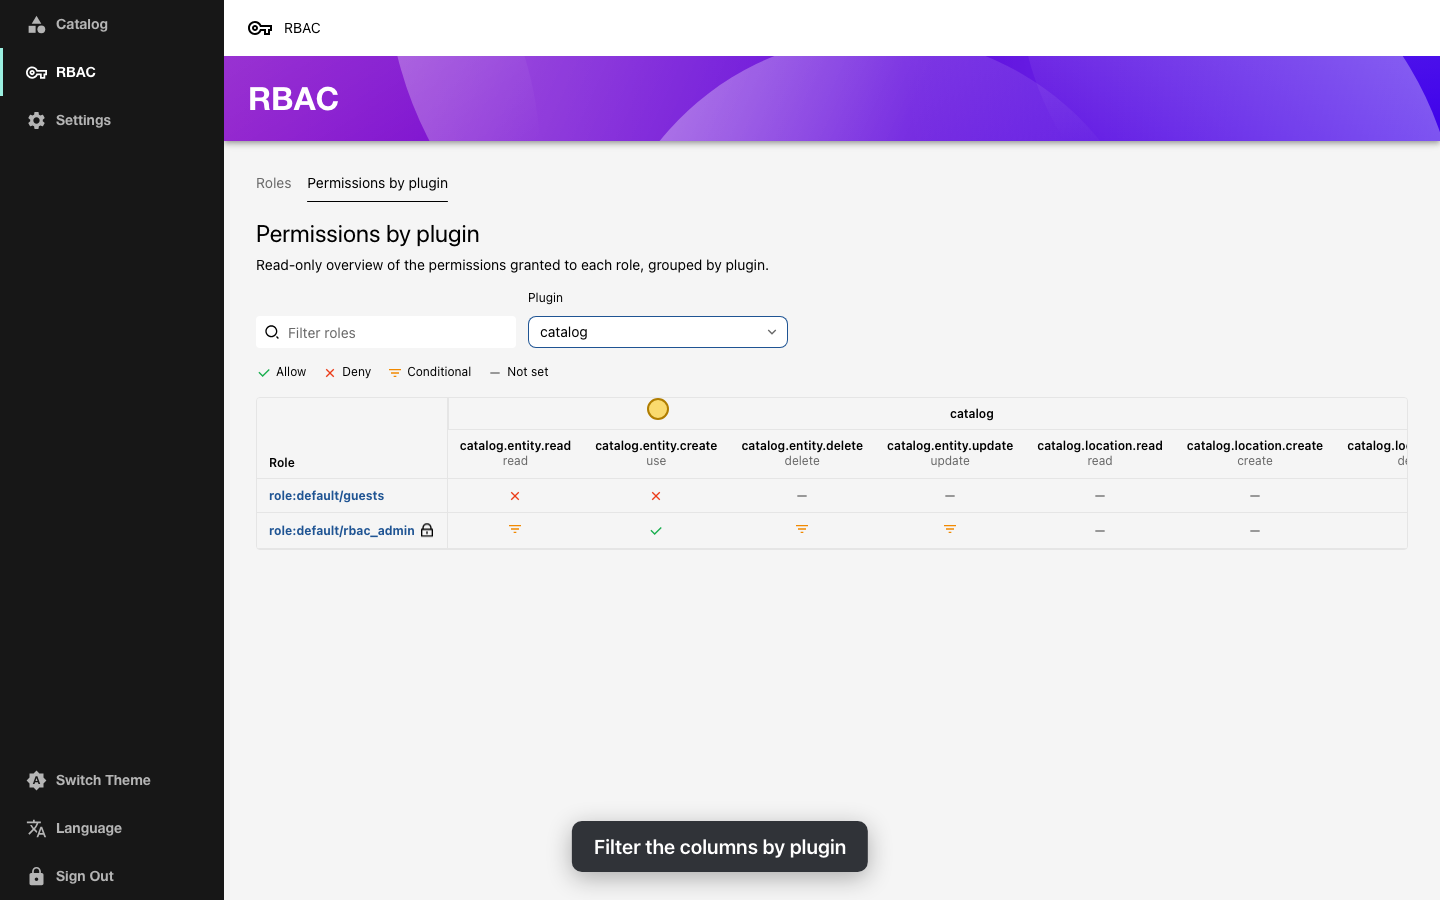 Catalog
RBAC
Settings
Switch Theme
Language
Sign Out
RBAC
RBAC
Roles
Permissions by plugin
Permissions by plugin
Read-only overview of the permissions granted to each role, grouped by plugin.
Plugin
Filter roles
catalog
Allow
Deny
Conditional
Not set
catalog
Role
catalog.entity.read
read
catalog.entity.create
use
catalog.entity.delete
delete
catalog.entity.update
update
catalog.location.read
read
catalog.location.create
create
role:default/guests
role:default/rbac_admin
Filter the columns by plugin